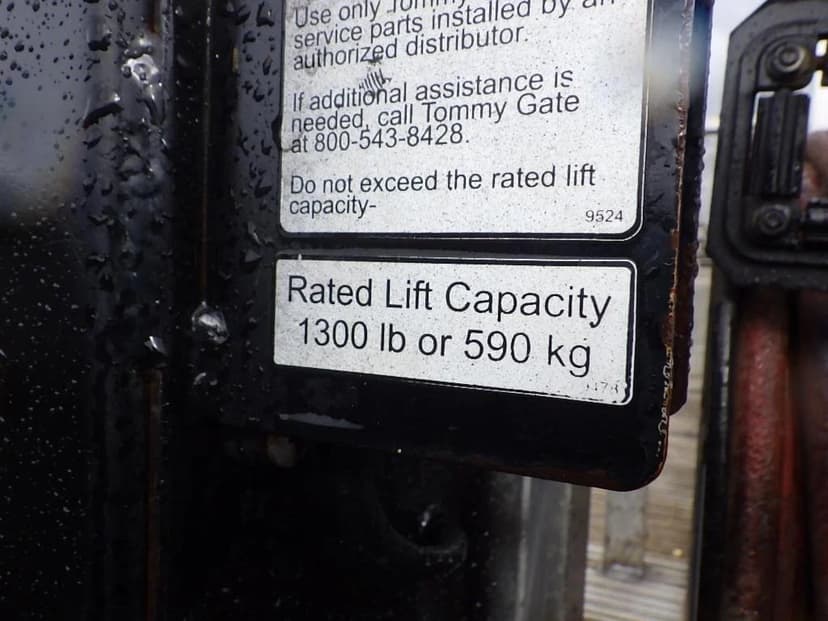 Use only Tommy
service parts installed by an
authorized distributor.
If additional assistance is
needed, call Tommy Gate
at 800-543-8428.
Do not exceed the rated lift
capacity-
9524
Rated Lift Capacity
1300 lb or 590 kg